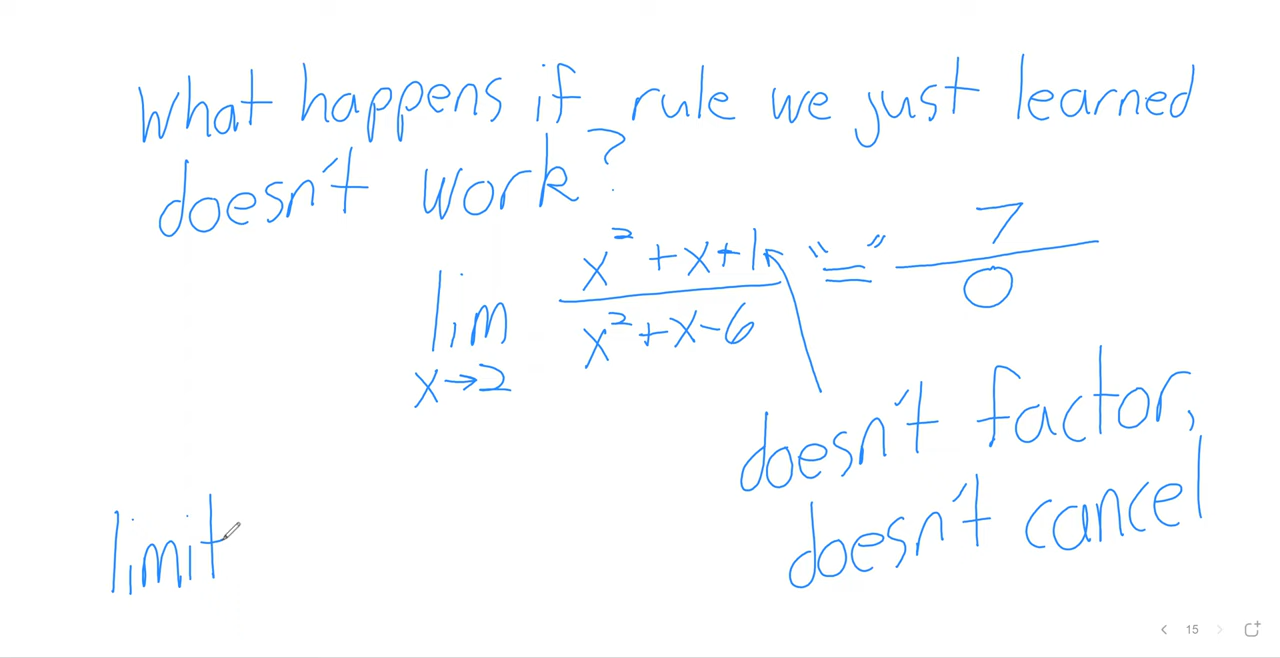 What happens if rule we just learned
doesn't work?
lim x→2 (x² + x + 1)/(x² + x - 6) "=" 7/0
doesn't factor,
doesn't cancel
limit
15